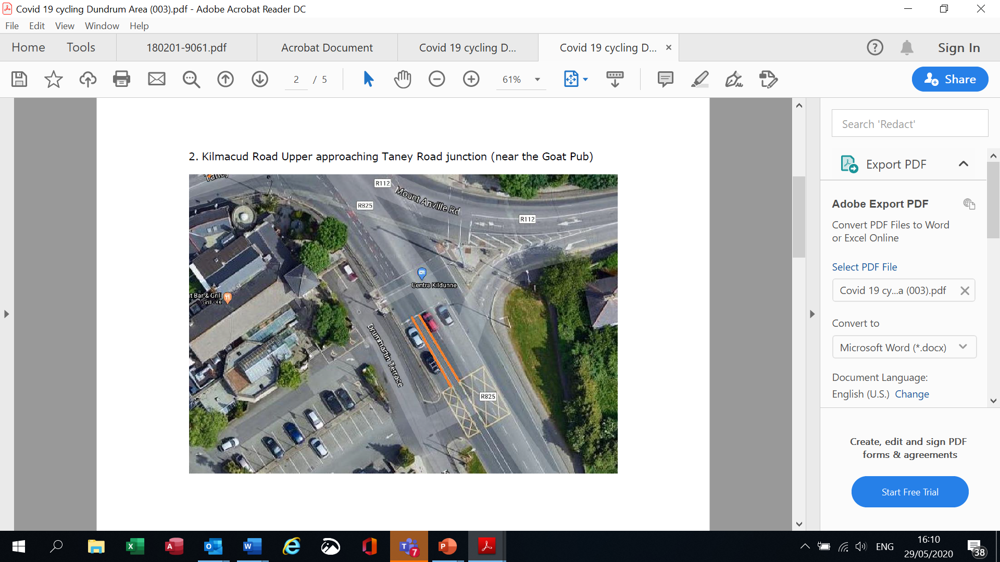 Covid 19 cycling Dundrum Area (003).pdf - Adobe Acrobat Reader DC
File Edit View Window Help
Home Tools 180201-9061.pdf Acrobat Document Covid 19 cycling D... Covid 19 cycling D... × Sign In
2 / 5 61% Share
Search 'Redact'
Export PDF
Adobe Export PDF
Convert PDF Files to Word
or Excel Online
Select PDF File
Covid 19 cy...a (003).pdf
Convert to
Microsoft Word (*.docx)
Document Language:
English (U.S.) Change
Create, edit and sign PDF
forms & agreements
Start Free Trial
2. Kilmacud Road Upper approaching Taney Road junction (near the Goat Pub)
R112
Mount Anville Rd
R825
R112
Centra Kildunne
t Bar & Grill
Grill · €€
Drummartin Terrace
R825
7
ENG
16:10
29/05/2020
38